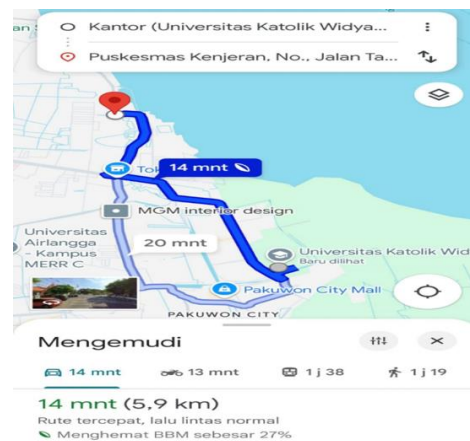 Kantor (Universitas Katolik Widya...
Puskesmas Kenjeran, No., Jalan Ta...
14 mnt
MGM interior design
20 mnt
Universitas
Airlangga
- Kampus
MERR C
Universitas Katolik Wid
Baru dilihat
Pakuwon City Mall
PAKUWON CITY
Mengemudi
14 mnt
13 mnt
1 j 38
1 j 19
14 mnt (5,9 km)
Rute tercepat, lalu lintas normal
Menghemat BBM sebesar 27%